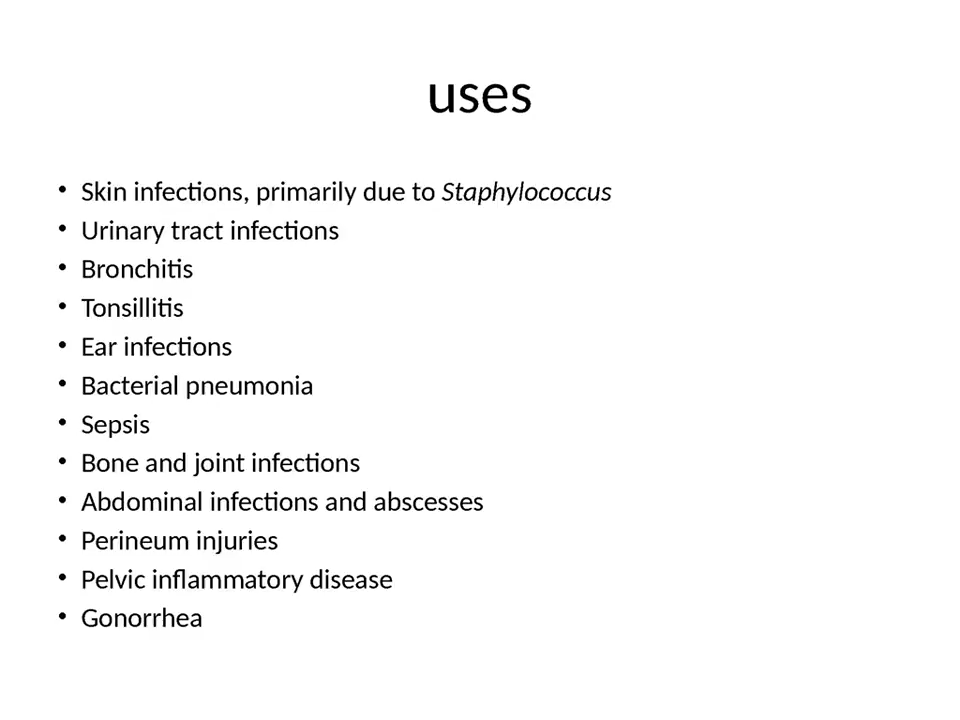 uses
• Skin infections, primarily due to Staphylococcus
• Urinary tract infections
• Bronchitis
• Tonsillitis
• Ear infections
• Bacterial pneumonia
• Sepsis
• Bone and joint infections
• Abdominal infections and abscesses
• Perineum injuries
• Pelvic inflammatory disease
• Gonorrhea